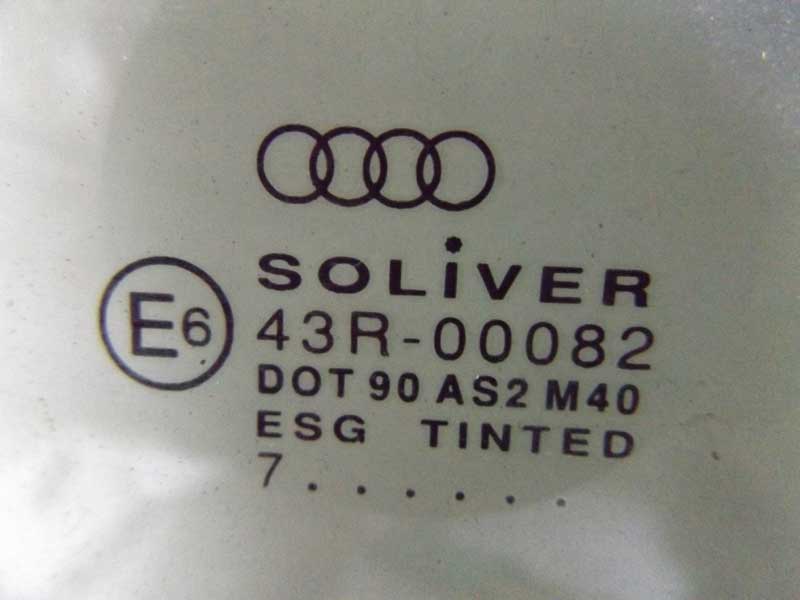 SOLiVER
E6 43R-00082
DOT 90 AS2 M40
ESG TINTED
7 . . . . . .